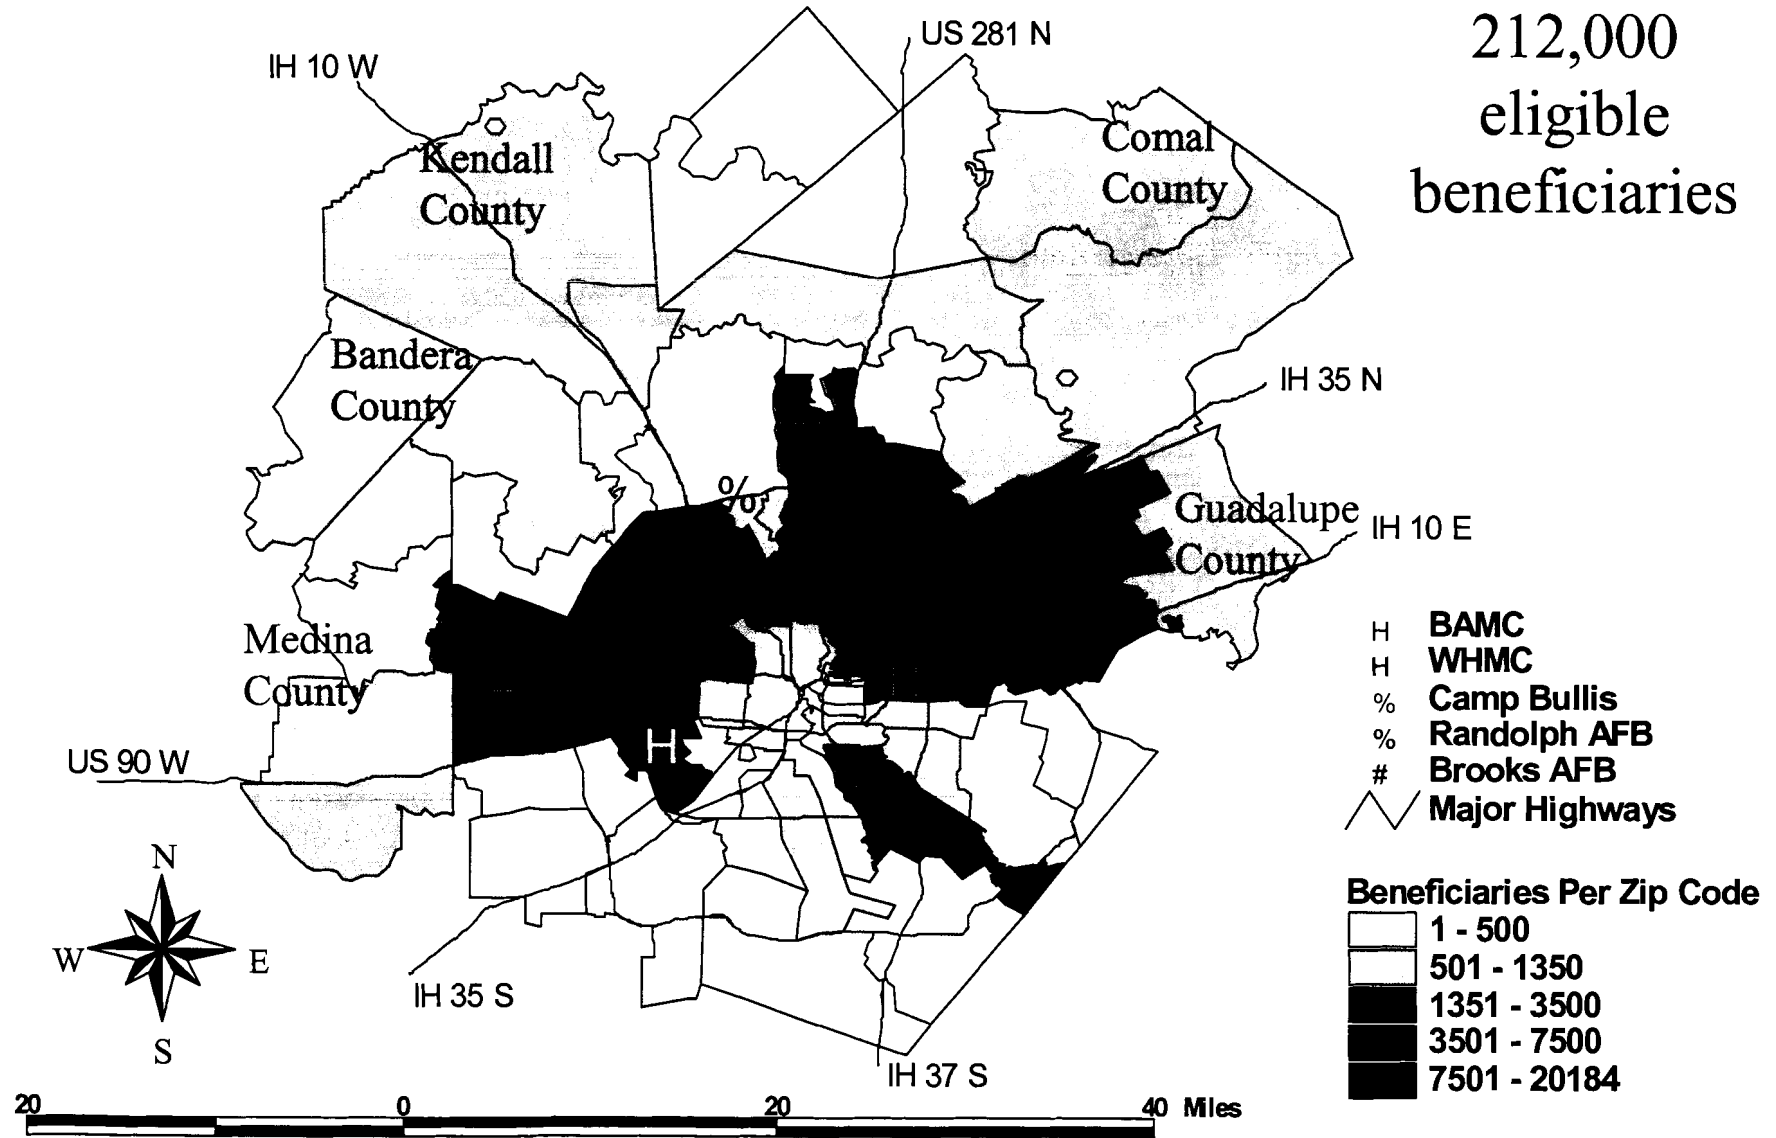 212,000
eligible
beneficiaries
US 281 N
IH 10 W
Kendall
County
Comal
County
Bandera
County
IH 35 N
%
Guadalupe
County
IH 10 E
Medina
County
H
US 90 W
H BAMC
H WHMC
% Camp Bullis
% Randolph AFB
# Brooks AFB
Major Highways
Beneficiaries Per Zip Code
1 - 500
501 - 1350
1351 - 3500
3501 - 7500
7501 - 20184
N
W E
S
IH 35 S
IH 37 S
20 0 20 40 Miles